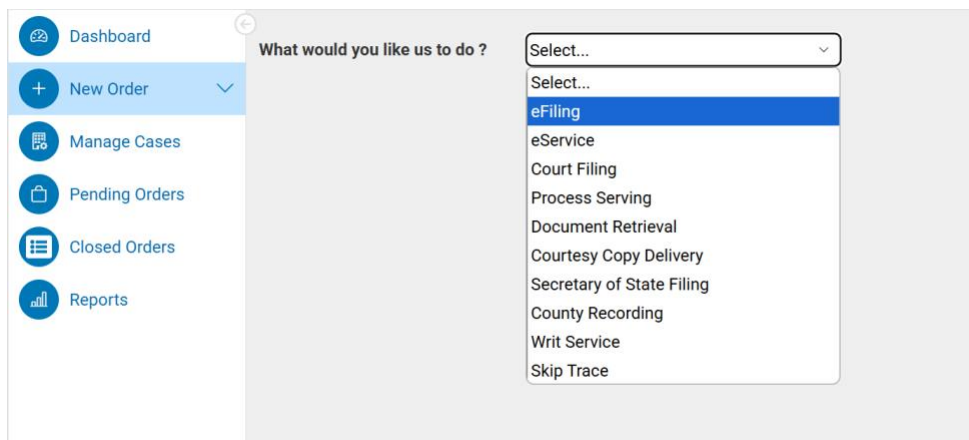 Dashboard
New Order
Manage Cases
Pending Orders
Closed Orders
Reports
What would you like us to do ?
Select...
Select...
eFiling
eService
Court Filing
Process Serving
Document Retrieval
Courtesy Copy Delivery
Secretary of State Filing
County Recording
Writ Service
Skip Trace